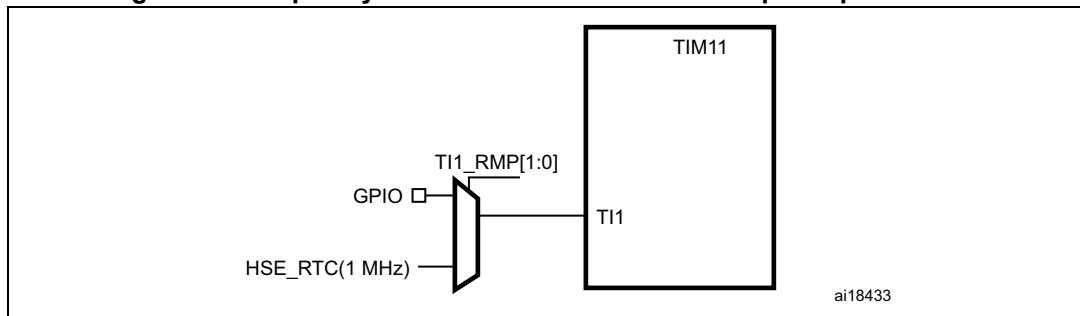 TIM11
TI1_RMP[1:0]
GPIO
TI1
HSE_RTC(1 MHz)
ai18433